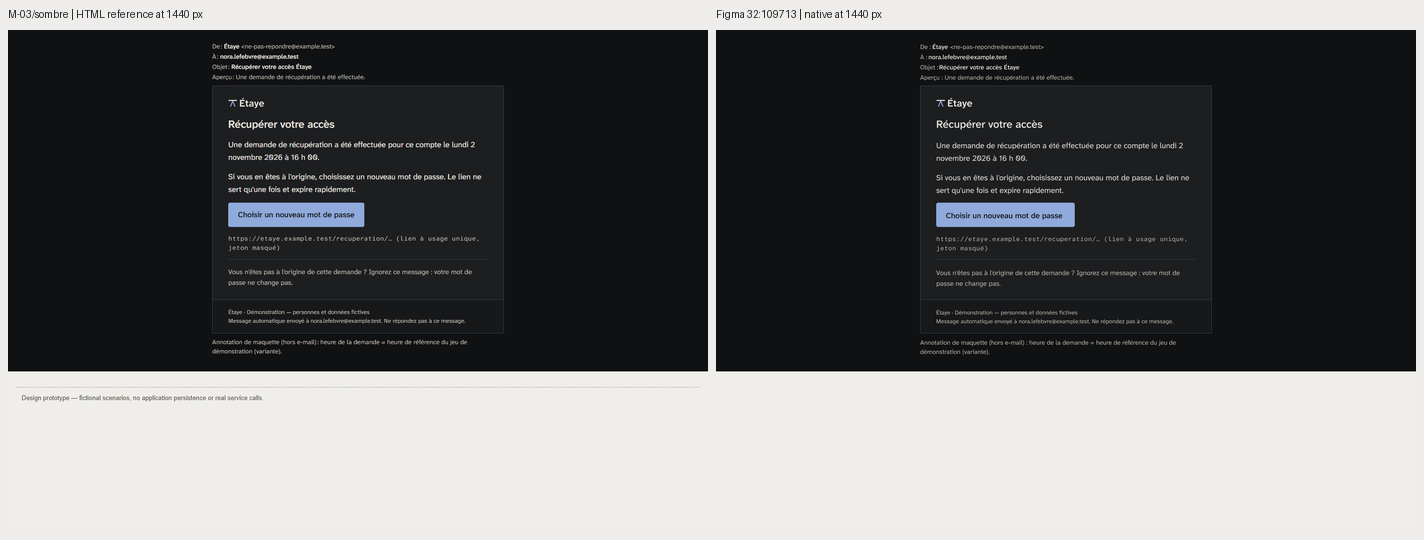 M-03/sombre | HTML reference at 1440 px
De : Étaye <ne-pas-repondre@example.test>
À : nora.lefebvre@example.test
Objet : Récupérer votre accès Étaye
Aperçu : Une demande de récupération a été effectuée.
Étaye
Récupérer votre accès
Une demande de récupération a été effectuée pour ce compte le lundi 2
novembre 2026 à 16 h 00.
Si vous en êtes à l'origine, choisissez un nouveau mot de passe. Le lien ne
sert qu'une fois et expire rapidement.
Choisir un nouveau mot de passe
https://etaye.example.test/recuperation/… (lien à usage unique,
jeton masqué)
Vous n'êtes pas à l'origine de cette demande ? Ignorez ce message : votre mot de
passe ne change pas.
Étaye · Démonstration — personnes et données fictives
Message automatique envoyé à nora.lefebvre@example.test. Ne répondez pas à ce message.
Annotation de maquette (hors e-mail) : heure de la demande = heure de référence du jeu de
démonstration (variante).
Design prototype — fictional scenarios, no application persistence or real service calls.
Figma 32:109713 | native at 1440 px
De : Étaye <ne-pas-repondre@example.test>
À : nora.lefebvre@example.test
Objet : Récupérer votre accès Étaye
Aperçu : Une demande de récupération a été effectuée.
Étaye
Récupérer votre accès
Une demande de récupération a été effectuée pour ce compte le lundi 2
novembre 2026 à 16 h 00.
Si vous en êtes à l'origine, choisissez un nouveau mot de passe. Le lien ne
sert qu'une fois et expire rapidement.
Choisir un nouveau mot de passe
https://etaye.example.test/recuperation/… (lien à usage unique,
jeton masqué)
Vous n'êtes pas à l'origine de cette demande ? Ignorez ce message : votre mot de
passe ne change pas.
Étaye · Démonstration — personnes et données fictives
Message automatique envoyé à nora.lefebvre@example.test. Ne répondez pas à ce message.
Annotation de maquette (hors e-mail) : heure de la demande = heure de référence du jeu de
démonstration (variante).